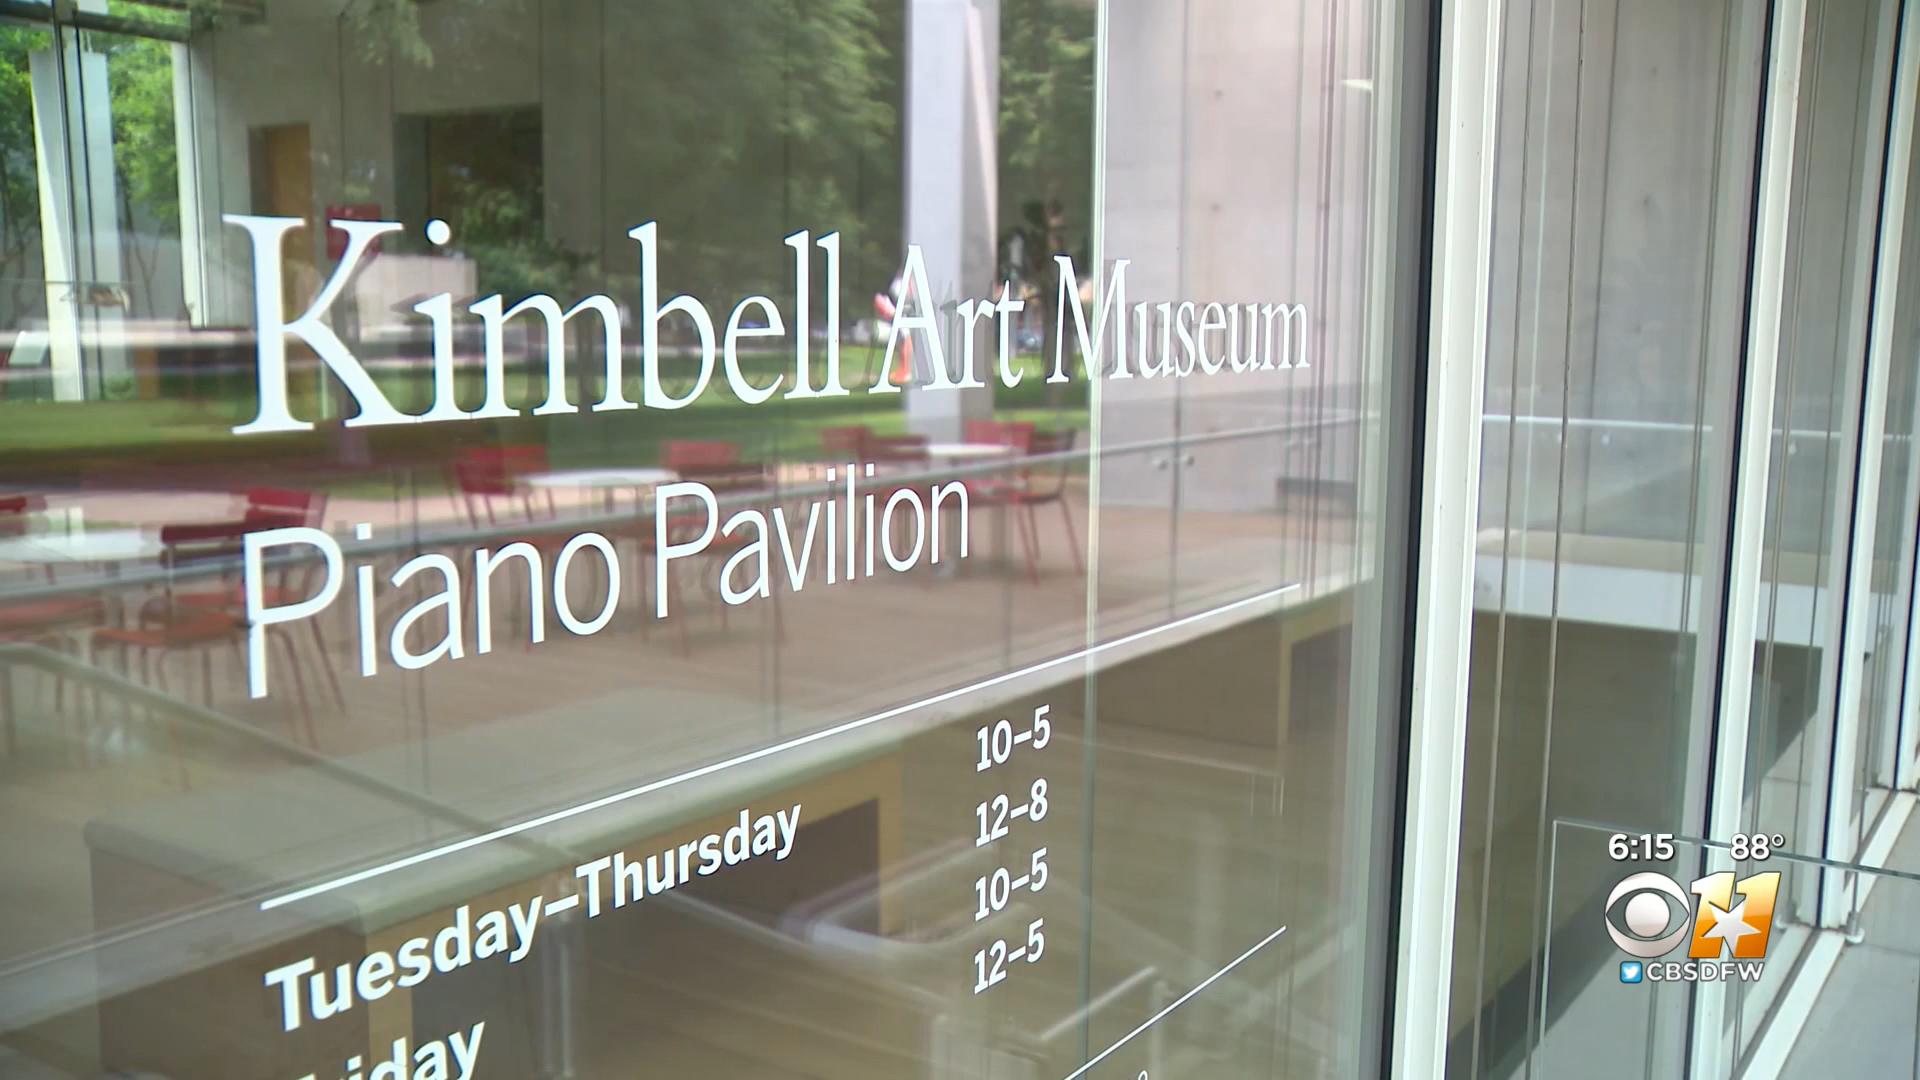 Kimbell Art Museum
Piano Pavilion
Tuesday–Thursday 10–5
12–8
10–5
12–5
6:15 88°
11
CBSDFW